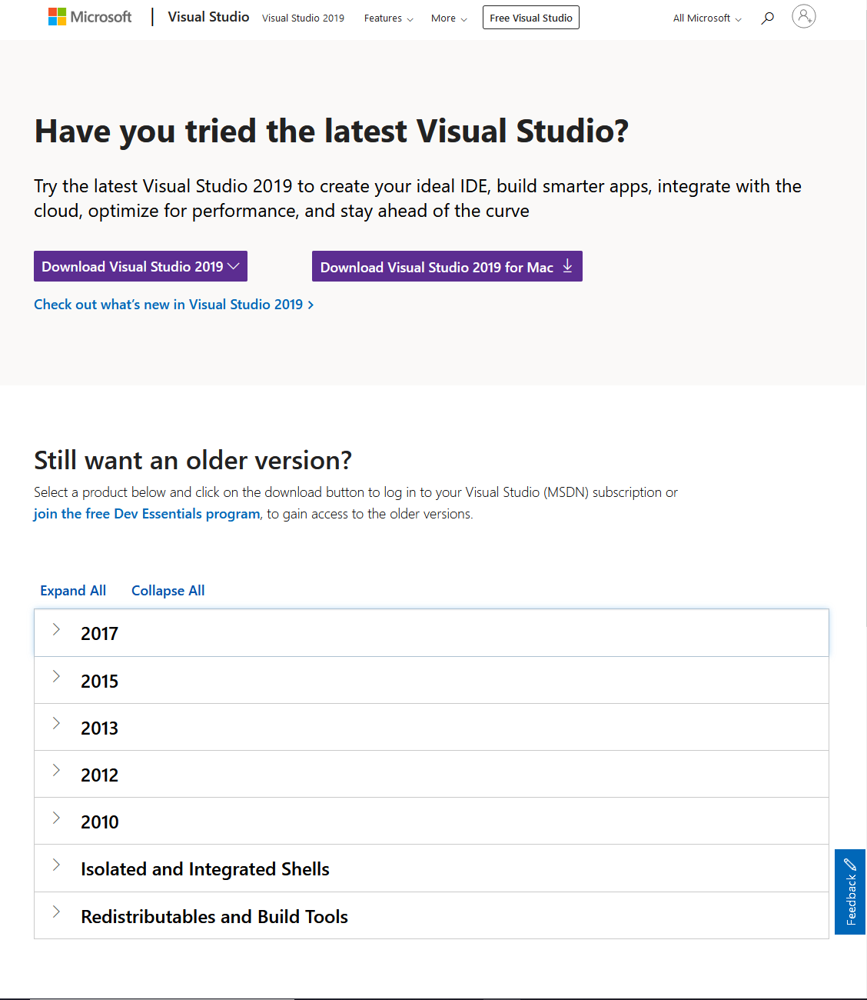 Microsoft | Visual Studio Visual Studio 2019 Features More Free Visual Studio All Microsoft
Have you tried the latest Visual Studio?
Try the latest Visual Studio 2019 to create your ideal IDE, build smarter apps, integrate with the
cloud, optimize for performance, and stay ahead of the curve
Download Visual Studio 2019 Download Visual Studio 2019 for Mac
Check out what’s new in Visual Studio 2019
Still want an older version?
Select a product below and click on the download button to log in to your Visual Studio (MSDN) subscription or
join the free Dev Essentials program, to gain access to the older versions.
Expand All Collapse All
2017
2015
2013
2012
2010
Isolated and Integrated Shells
Redistributables and Build Tools
Feedback